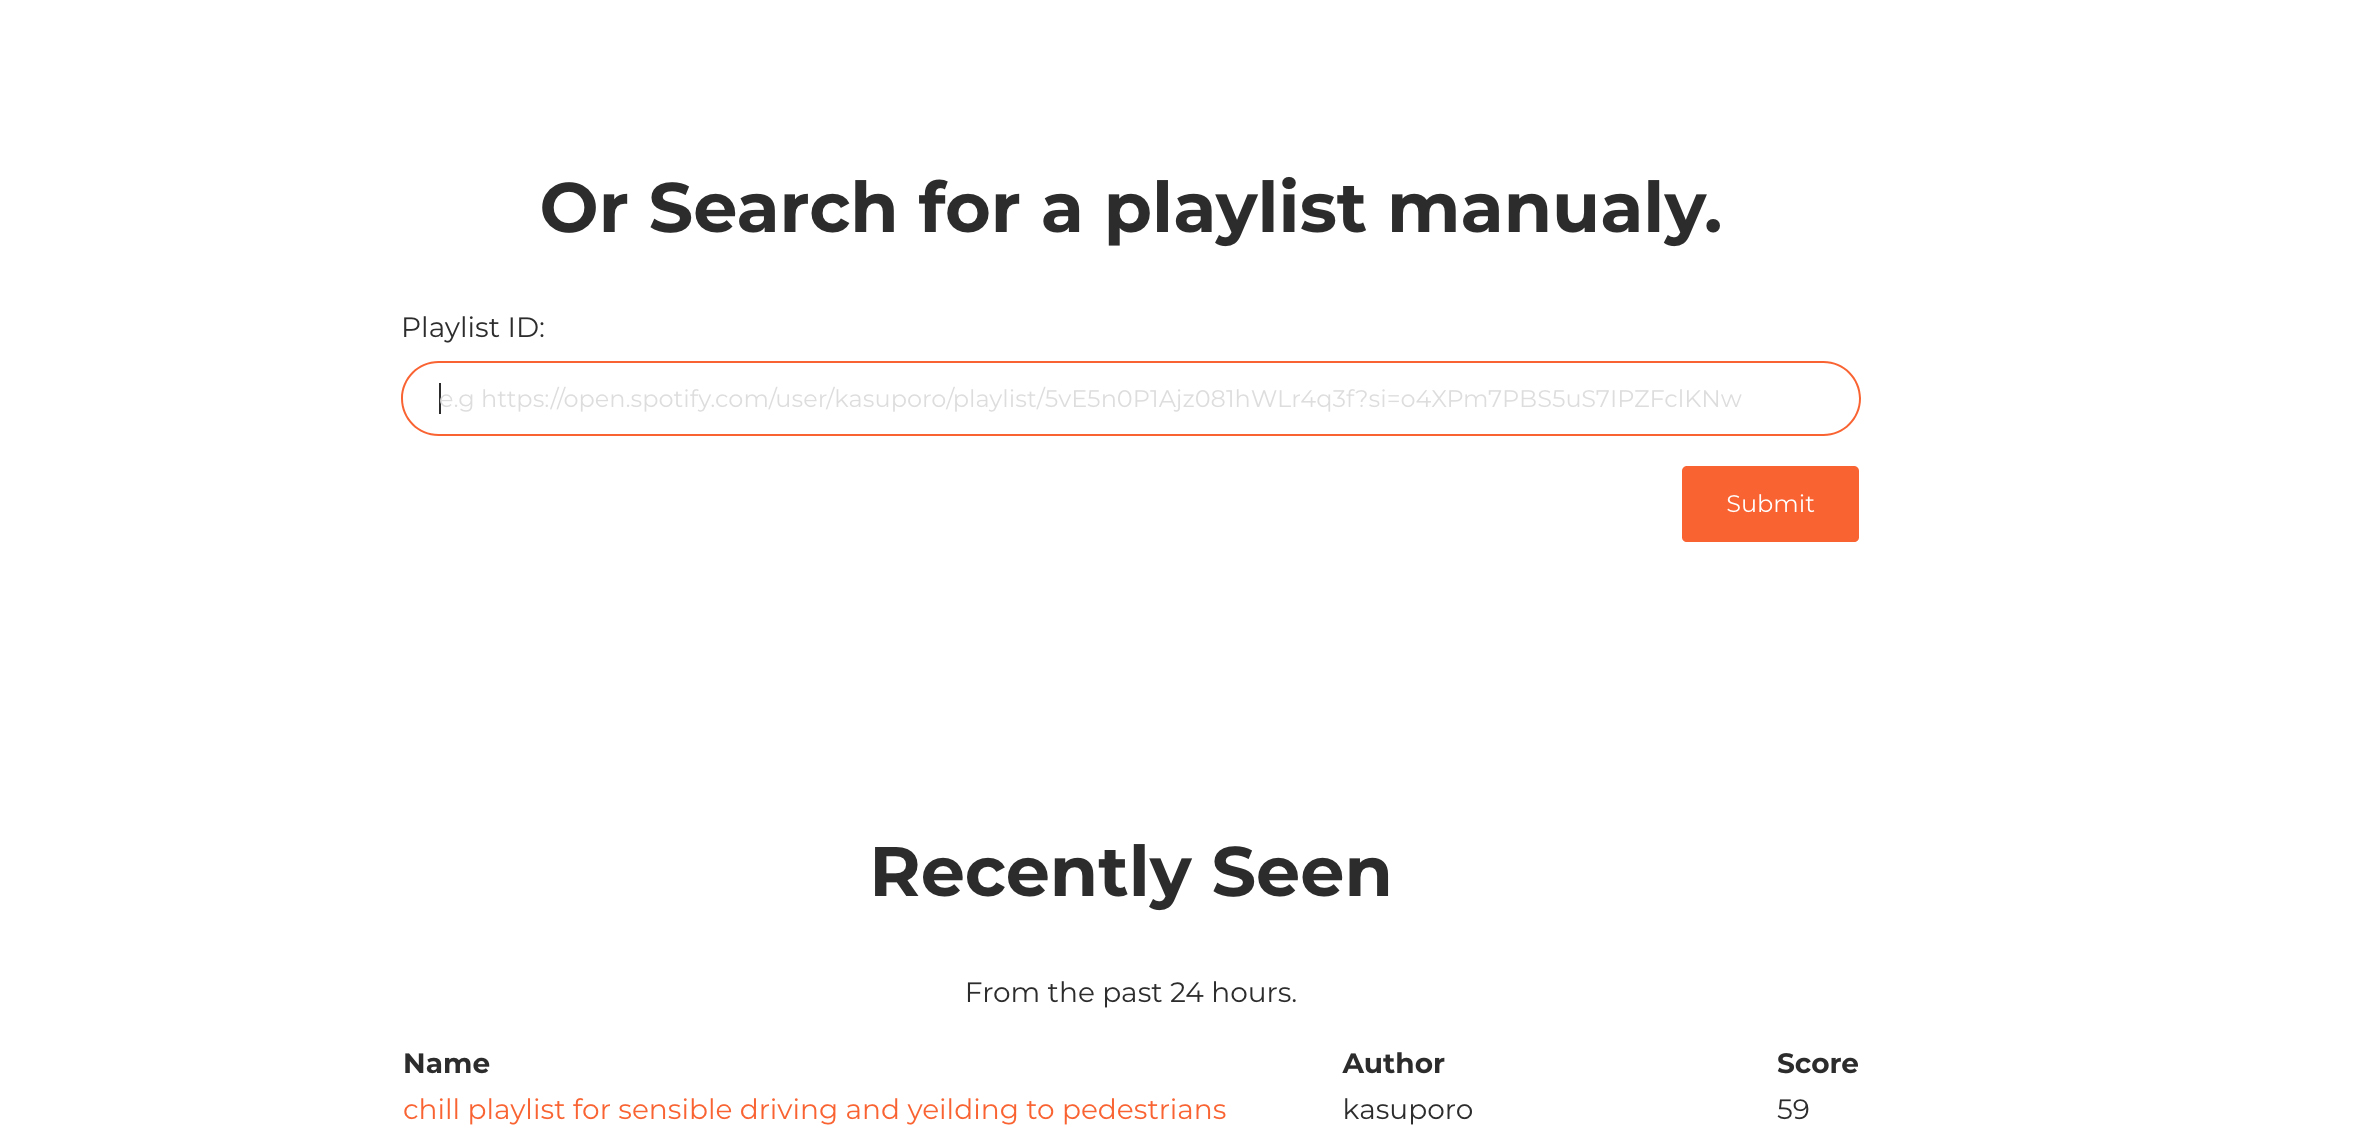 Or Search for a playlist manualy.
Playlist ID:
e.g https://open.spotify.com/user/kasuporo/playlist/5vE5n0P1Ajz081hWLr4q3f?si=o4XPm7PBS5uS7IPZFclKNw
Submit
Recently Seen
From the past 24 hours.
Name Author Score
chill playlist for sensible driving and yeilding to pedestrians kasuporo 59